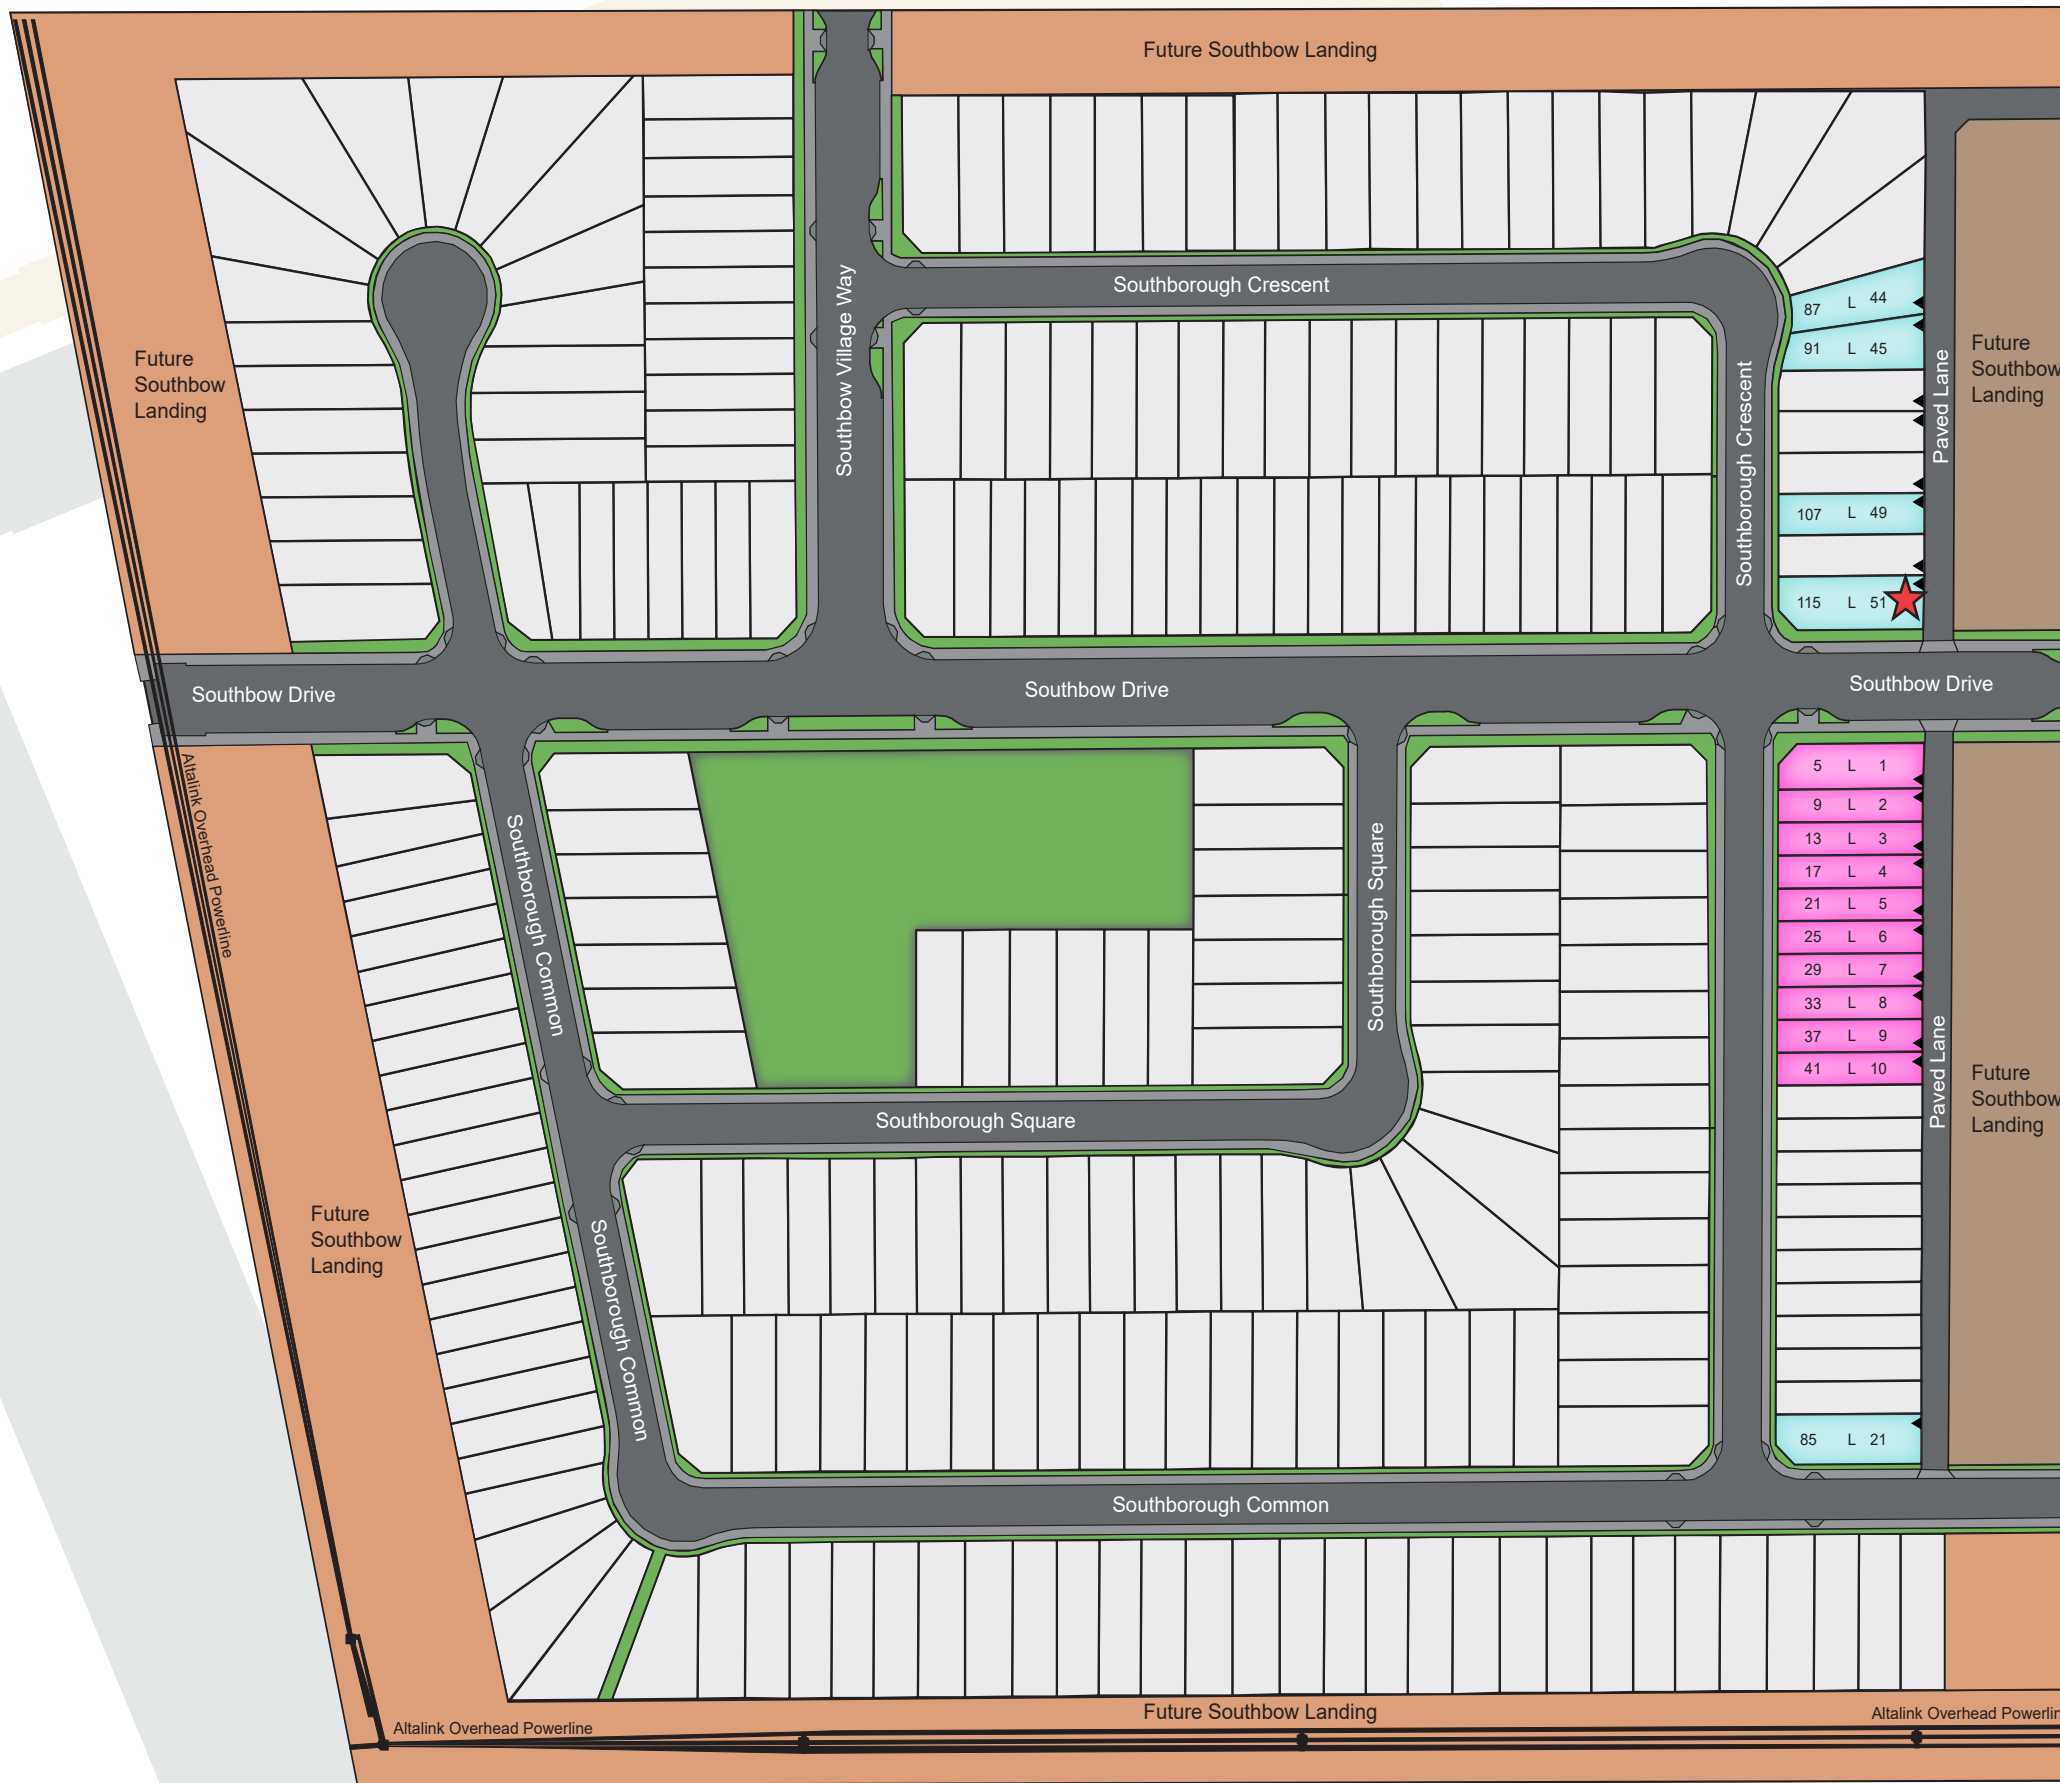 Future Southbow Landing
Southborough Crescent
Southbow Village Way
Future
Southbow
Landing
87 L 44
91 L 45
Paved Lane
Future
Southbow
Landing
Southborough Crescent
107 L 49
115 L 51
Southbow Drive
Southbow Drive
Southbow Drive
Altalink Overhead Powerline
Southborough Common
Southborough Square
5 L 1
9 L 2
13 L 3
17 L 4
21 L 5
25 L 6
29 L 7
33 L 8
37 L 9
41 L 10
Paved Lane
Future
Southbow
Landing
Southborough Square
Future
Southbow
Landing
Southborough Common
85 L 21
Southborough Common
Future Southbow Landing
Altalink Overhead Powerline
Altalink Overhead Powerlin